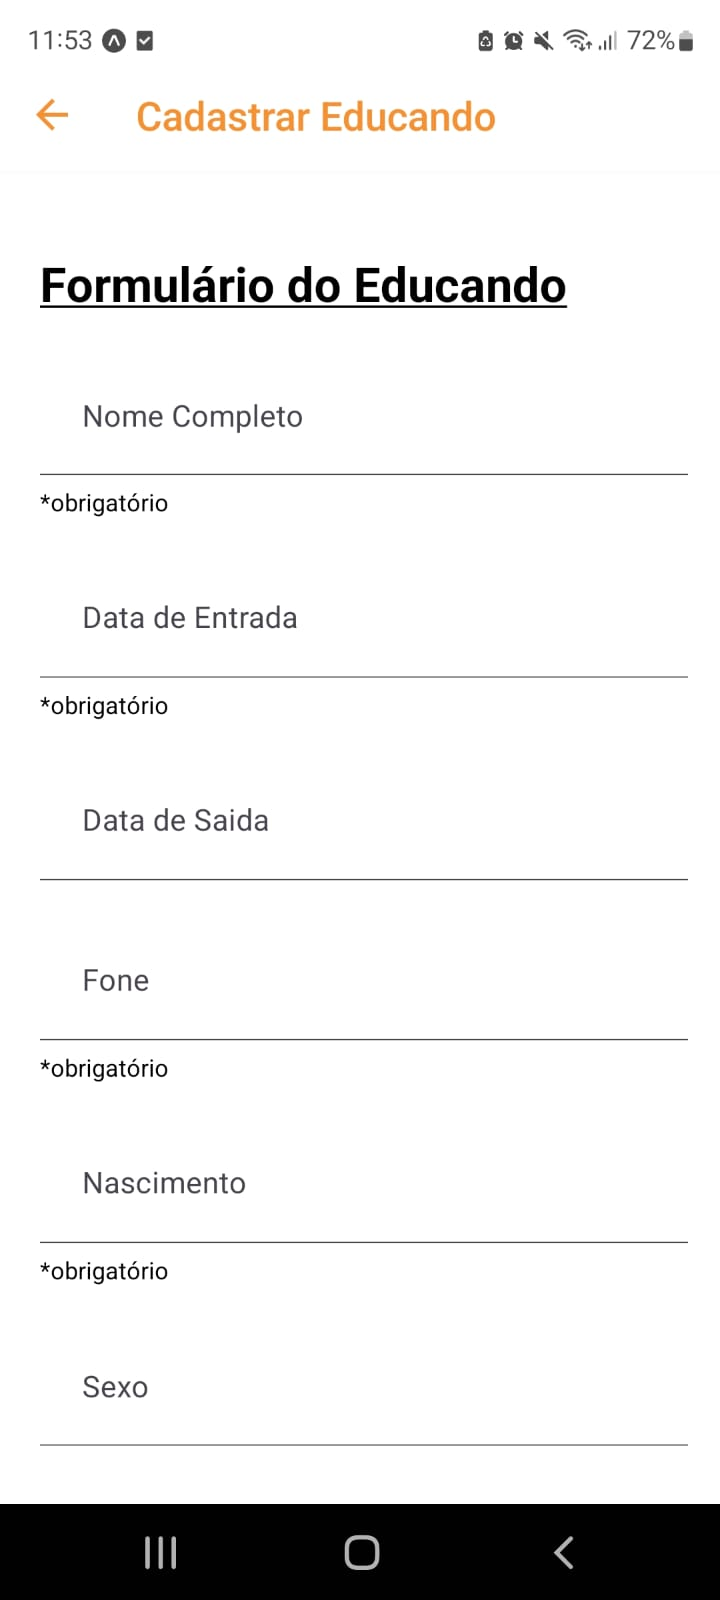 11:53 72%
Cadastrar Educando
Formulário do Educando
Nome Completo
*obrigatório
Data de Entrada
*obrigatório
Data de Saida
Fone
*obrigatório
Nascimento
*obrigatório
Sexo